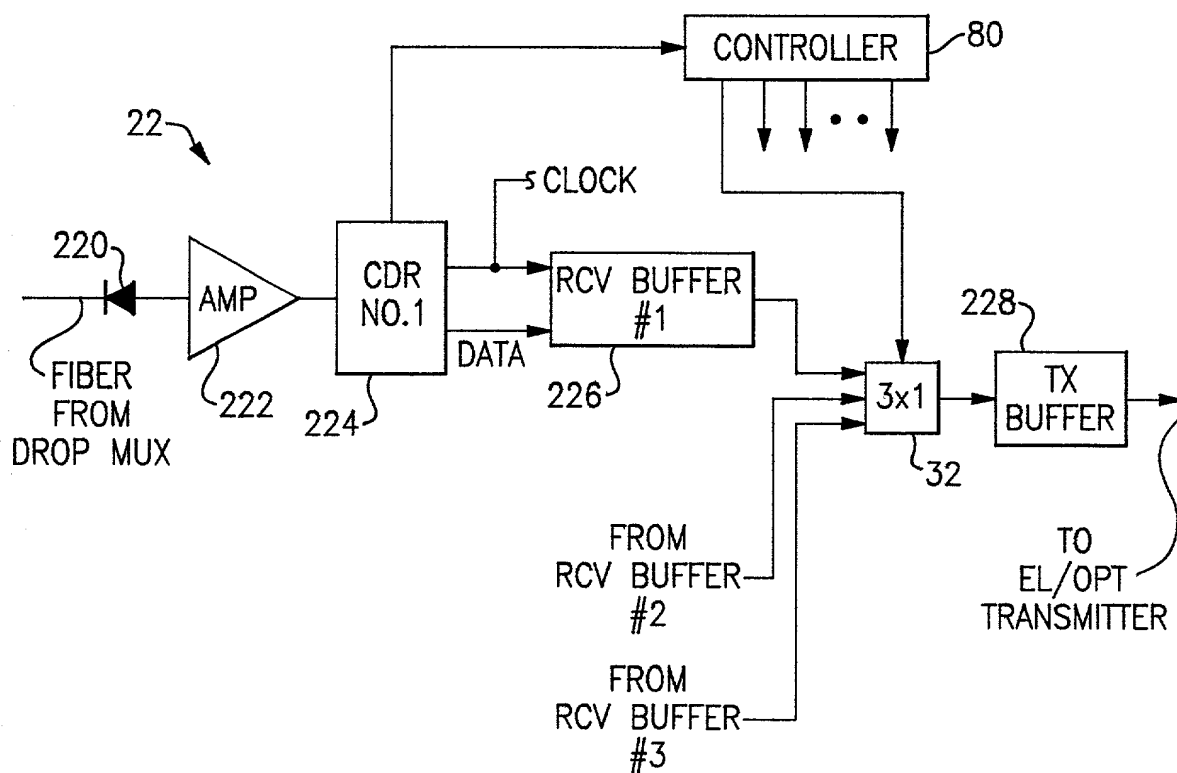 CONTROLLER
80
22
CLOCK
220
AMP
CDR
NO.1
RCV BUFFER
#1
DATA
222
224
226
228
FIBER
FROM
DROP MUX
3x1
32
TX
BUFFER
FROM
RCV BUFFER
#2
TO
EL/OPT
TRANSMITTER
FROM
RCV BUFFER
#3